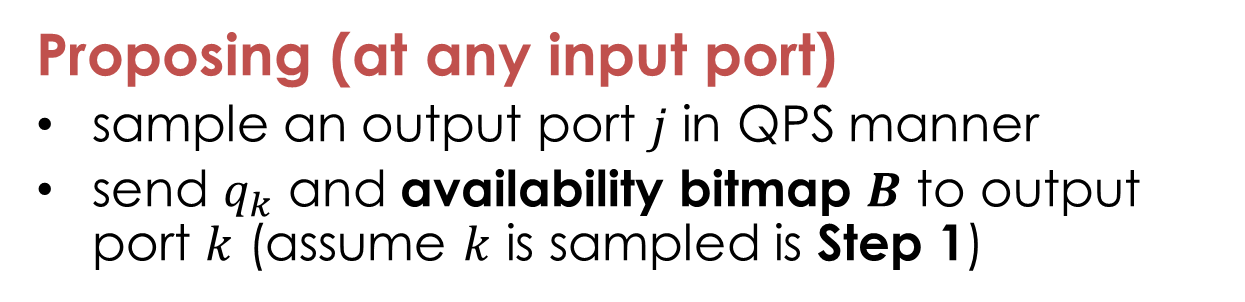 Proposing (at any input port)
• sample an output port j in QPS manner
• send qₖ and availability bitmap B to output
port k (assume k is sampled is Step 1)